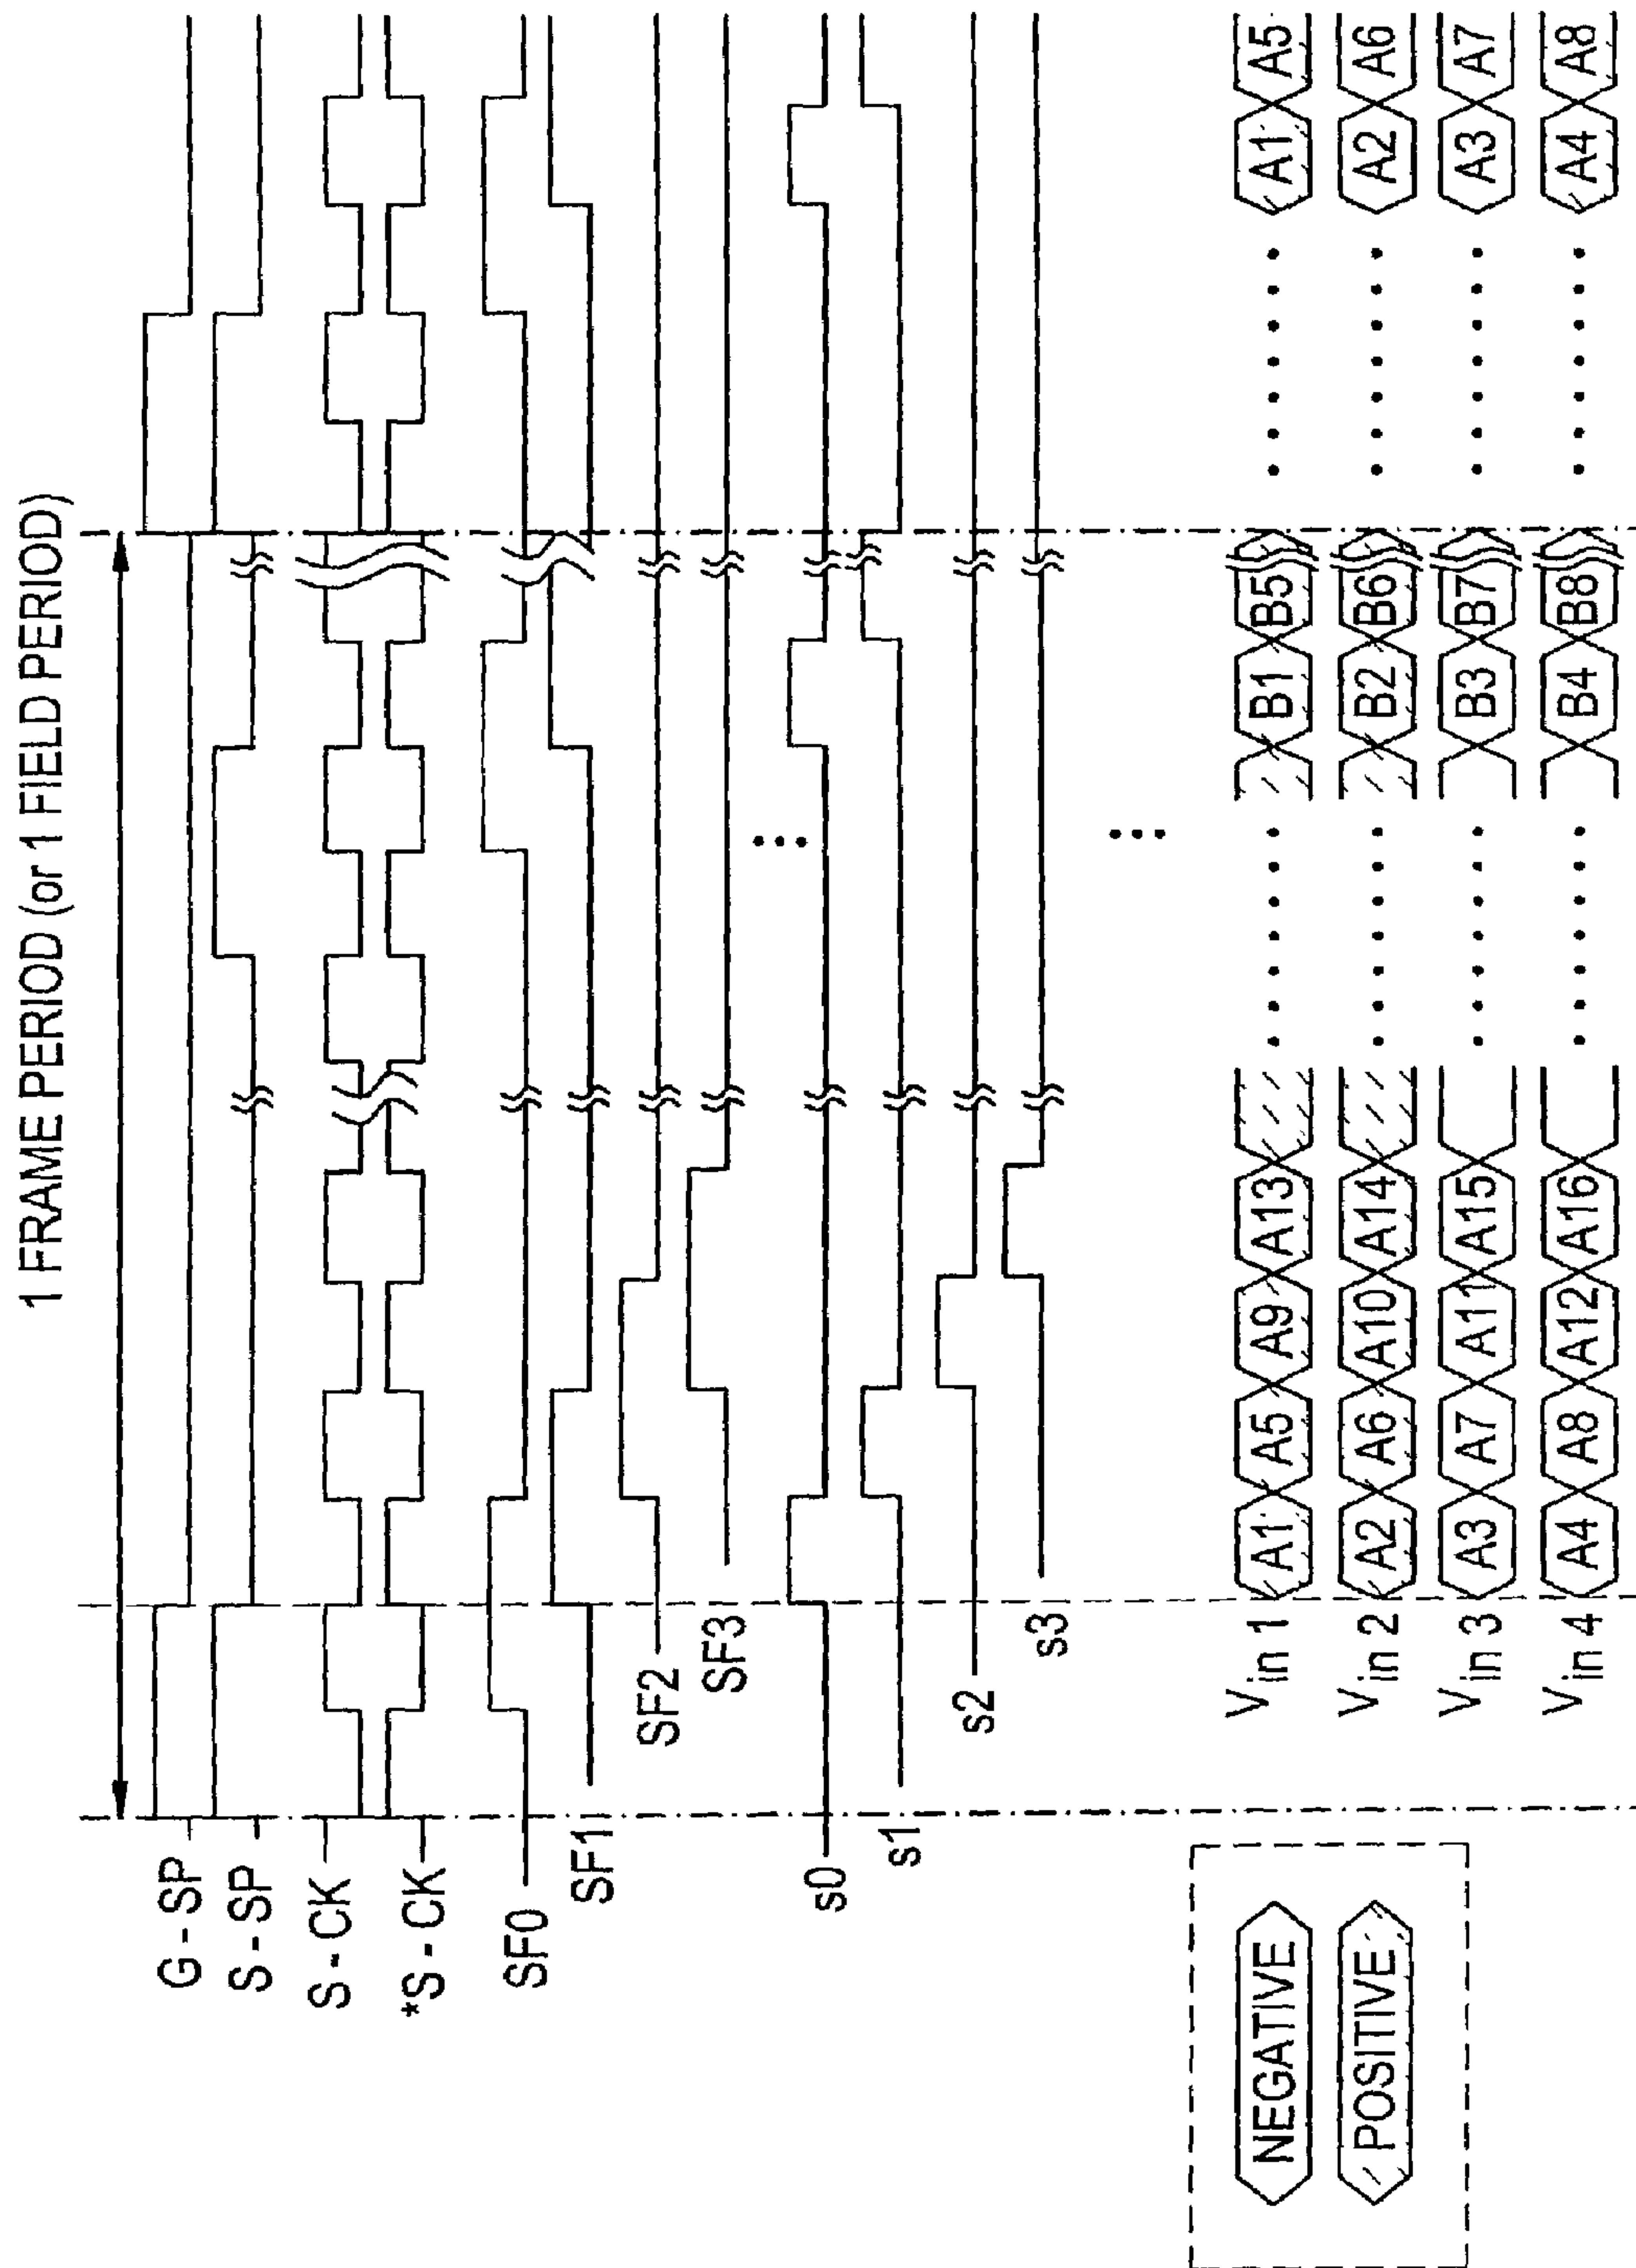 1 FRAME PERIOD (or 1 FIELD PERIOD)
G - SP
S - SP
S - CK
*S - CK
SF0
SF1
SF2
SF3
s0
s1
s2
s3
Vin 1 A1 A5 A9 A13 B1 B5 A1 A5
Vin 2 A2 A6 A10 A14 B2 B6 A2 A6
Vin 3 A3 A7 A11 A15 B3 B7 A3 A7
Vin 4 A4 A8 A12 A16 B4 B8 A4 A8
NEGATIVE
POSITIVE